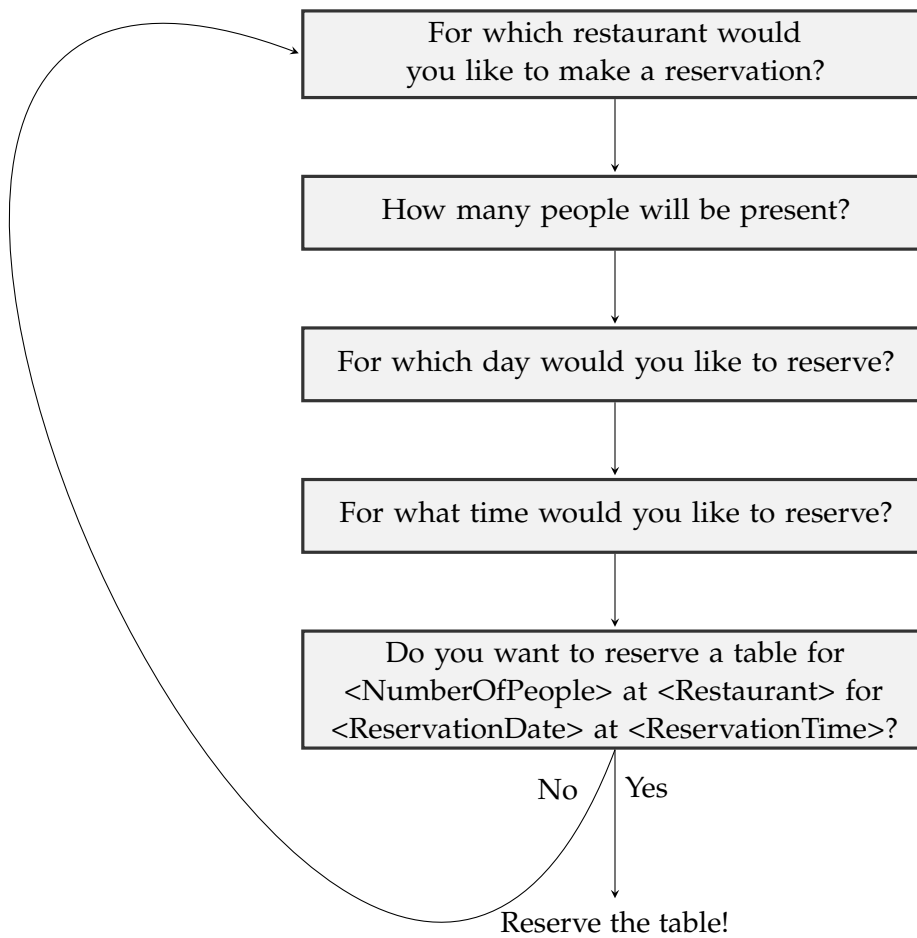 For which restaurant would
you like to make a reservation?
How many people will be present?
For which day would you like to reserve?
For what time would you like to reserve?
Do you want to reserve a table for
<NumberOfPeople> at <Restaurant> for
<ReservationDate> at <ReservationTime>?
No
Yes
Reserve the table!